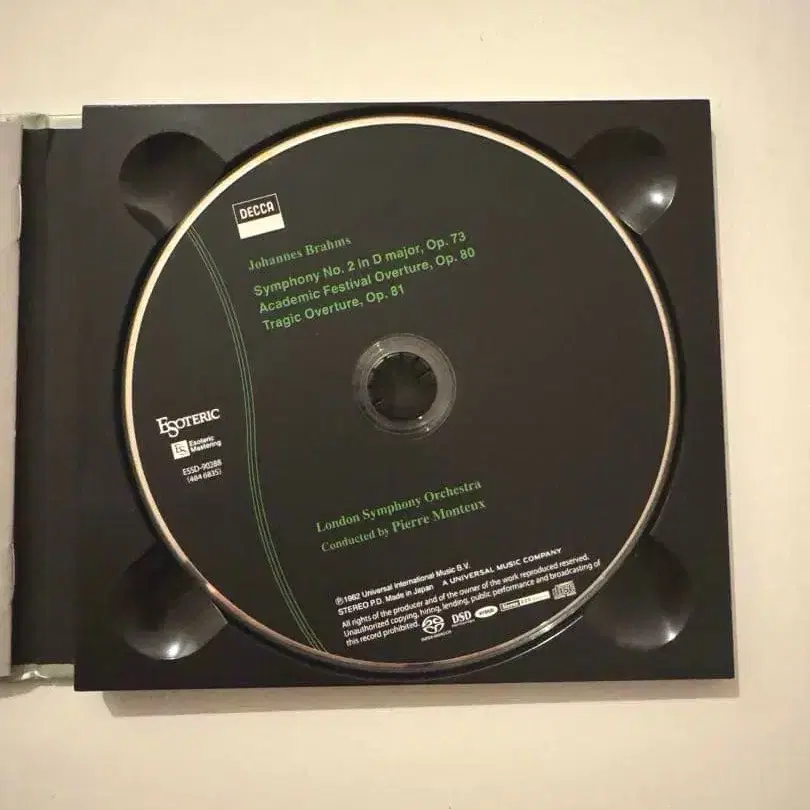 DECCA
Johannes Brahms
Symphony No. 2 in D major, Op. 73
Academic Festival Overture, Op. 80
Tragic Overture, Op. 81
ESOTERIC
Esoteric
Mastering
ESSD-90288
(484 6835)
London Symphony Orchestra
Conducted by Pierre Monteux
℗1962 Universal International Music B.V.
STEREO P.D. Made in Japan A UNIVERSAL MUSIC COMPANY
All rights of the producer and of the owner of the work reproduced reserved.
Unauthorized copying, hiring, lending, public performance and broadcasting of
this record prohibited.
DSD